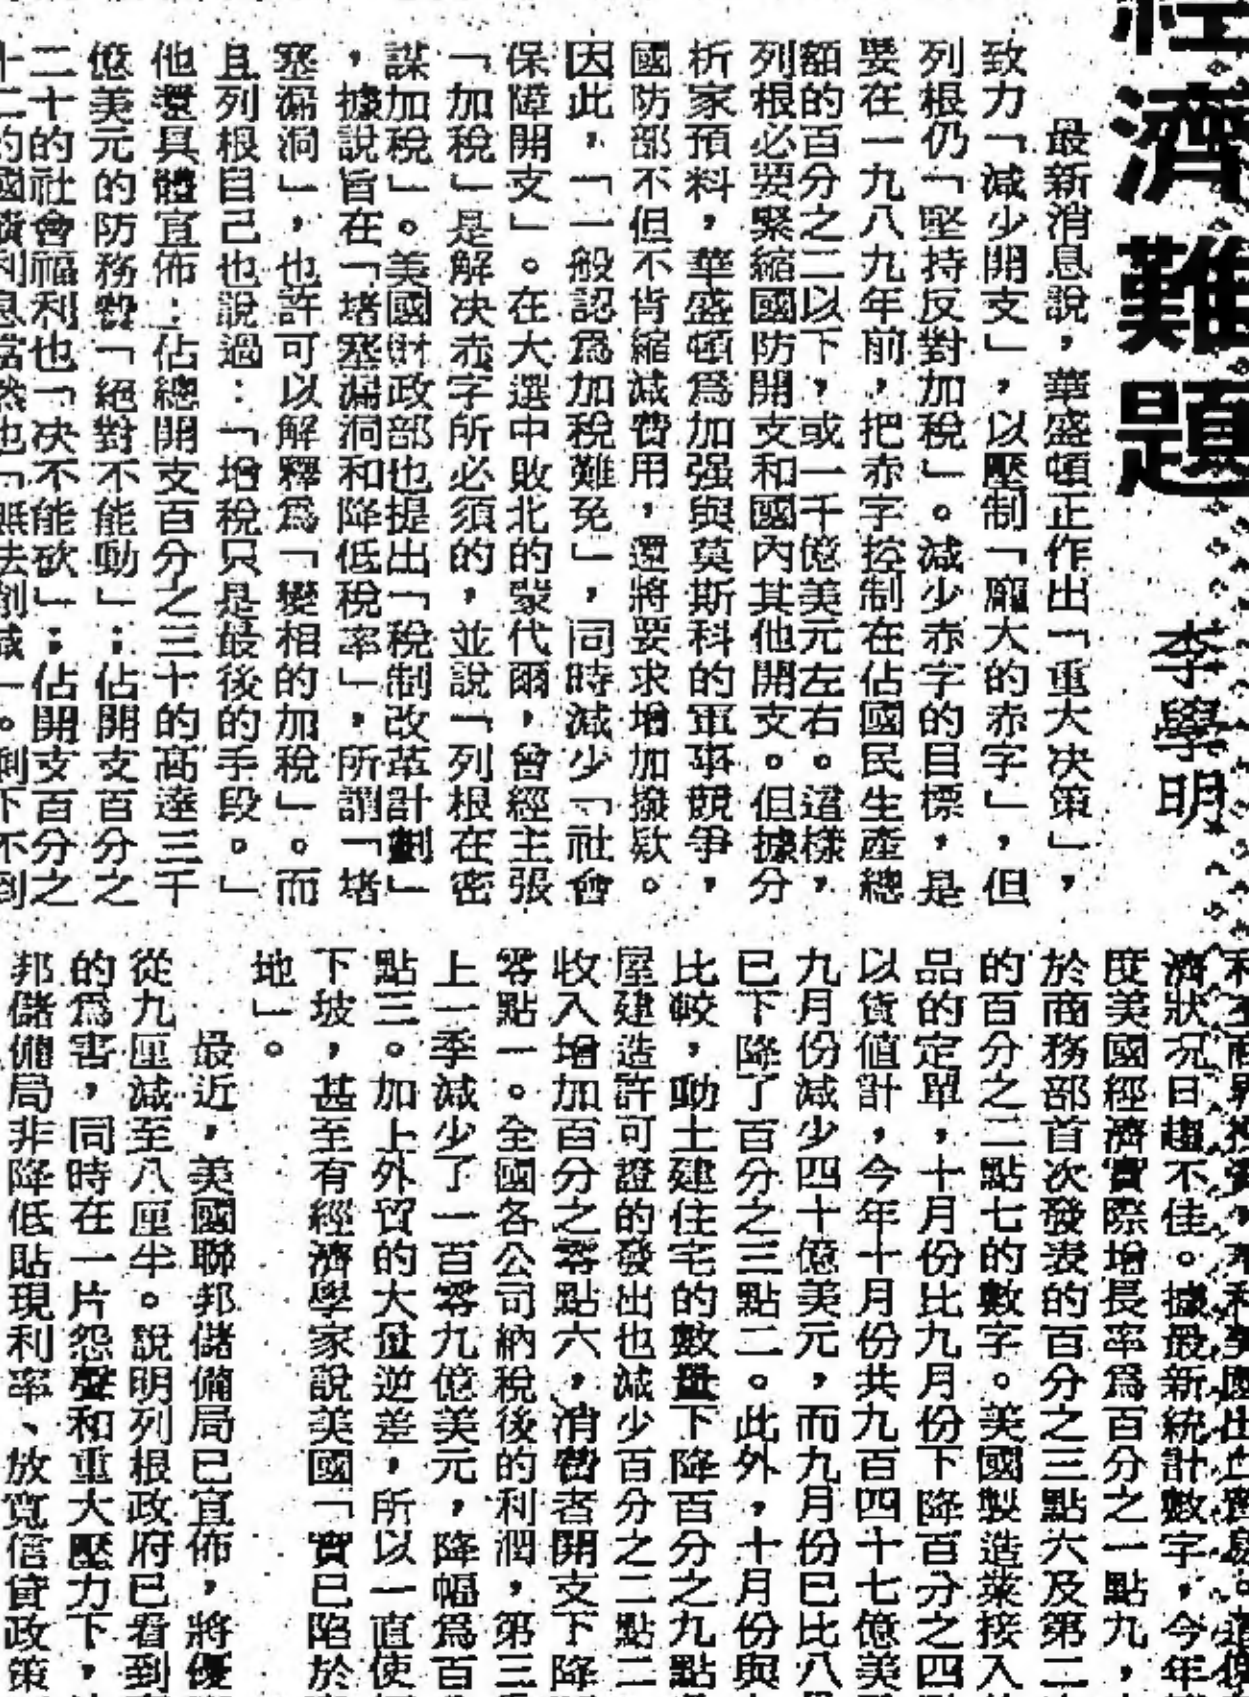 濟難題
李學明
最新消息說，華盛頓正作出「重大決策」，
致力「減少開支」，以壓制「龐大的赤字」，但
列根仍「堅持反對加稅」。減少赤字的目標，是
要在一九八九年前，把赤字控制在佔國民生產總
額的百分之二以下，或一千億美元左右。這樣，
列根必要緊縮國防開支和國內其他開支。但據分
析家預料，華盛頓爲加强與莫斯科的軍事競爭，
國防部不但不肯縮減費用，還將要求增加撥欵。
因此，「一般認爲加稅難免」，同時減少「社會
保障開支」。在大選中敗北的蒙代爾，曾經主張
「加稅」是解决赤字所必須的，並說「列根在密
謀加稅」。美國財政部也提出「稅制改革計劃」
，據說旨在「堵塞漏洞和降低稅率」，所謂「堵
塞漏洞」，也許可以解釋爲「變相的加稅」。而
且列根自己也說過：「增稅只是最後的手段。」
他還具體宣佈：佔總開支百分之三十的高達三千
億美元的防務費「絕對不能動」；佔開支百分之
二十的社會福利也「决不能砍」；佔開支百分之
十二的國債利息當然也「無法削減」。剩下不到
濟狀况日趨不佳。據最新統計數字，今年
度美國經濟實際增長率爲百分之一點九，
於商務部首次發表的百分之三點六及第二
的百分之二點七的數字。美國製造業接入
品的定單，十月份比九月份下降百分之四
以貨值計，今年十月份共九百四十七億美
九月份減少四十億美元，而九月份已比八
已下降了百分之三點二。此外，十月份與
比較，動土建住宅的數量下降百分之九點
屋建造許可證的發出也減少百分之二點二
收入增加百分之零點六，消費者開支下降
零點一。全國各公司納稅後的利潤，第三
上一季減少了一百零九億美元，降幅爲百
點三。加上外貿的大量逆差，所以一直使
下坡，甚至有經濟學家說美國「實已陷於
地」。
最近，美國聯邦儲備局已宣佈，將優
從九厘減至八厘半。說明列根政府已看到
的爲害，同時在一片怨聲和重大壓力下，
邦儲備局非降低貼現利率、放寬信貸政策